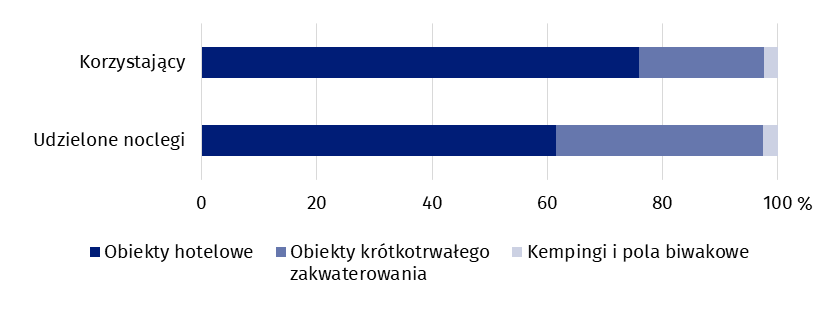 Korzystający
Udzielone noclegi
0 20 40 60 80 100 %
Obiekty hotelowe Obiekty krótkotrwałego Kempingi i pola biwakowe
zakwaterowania